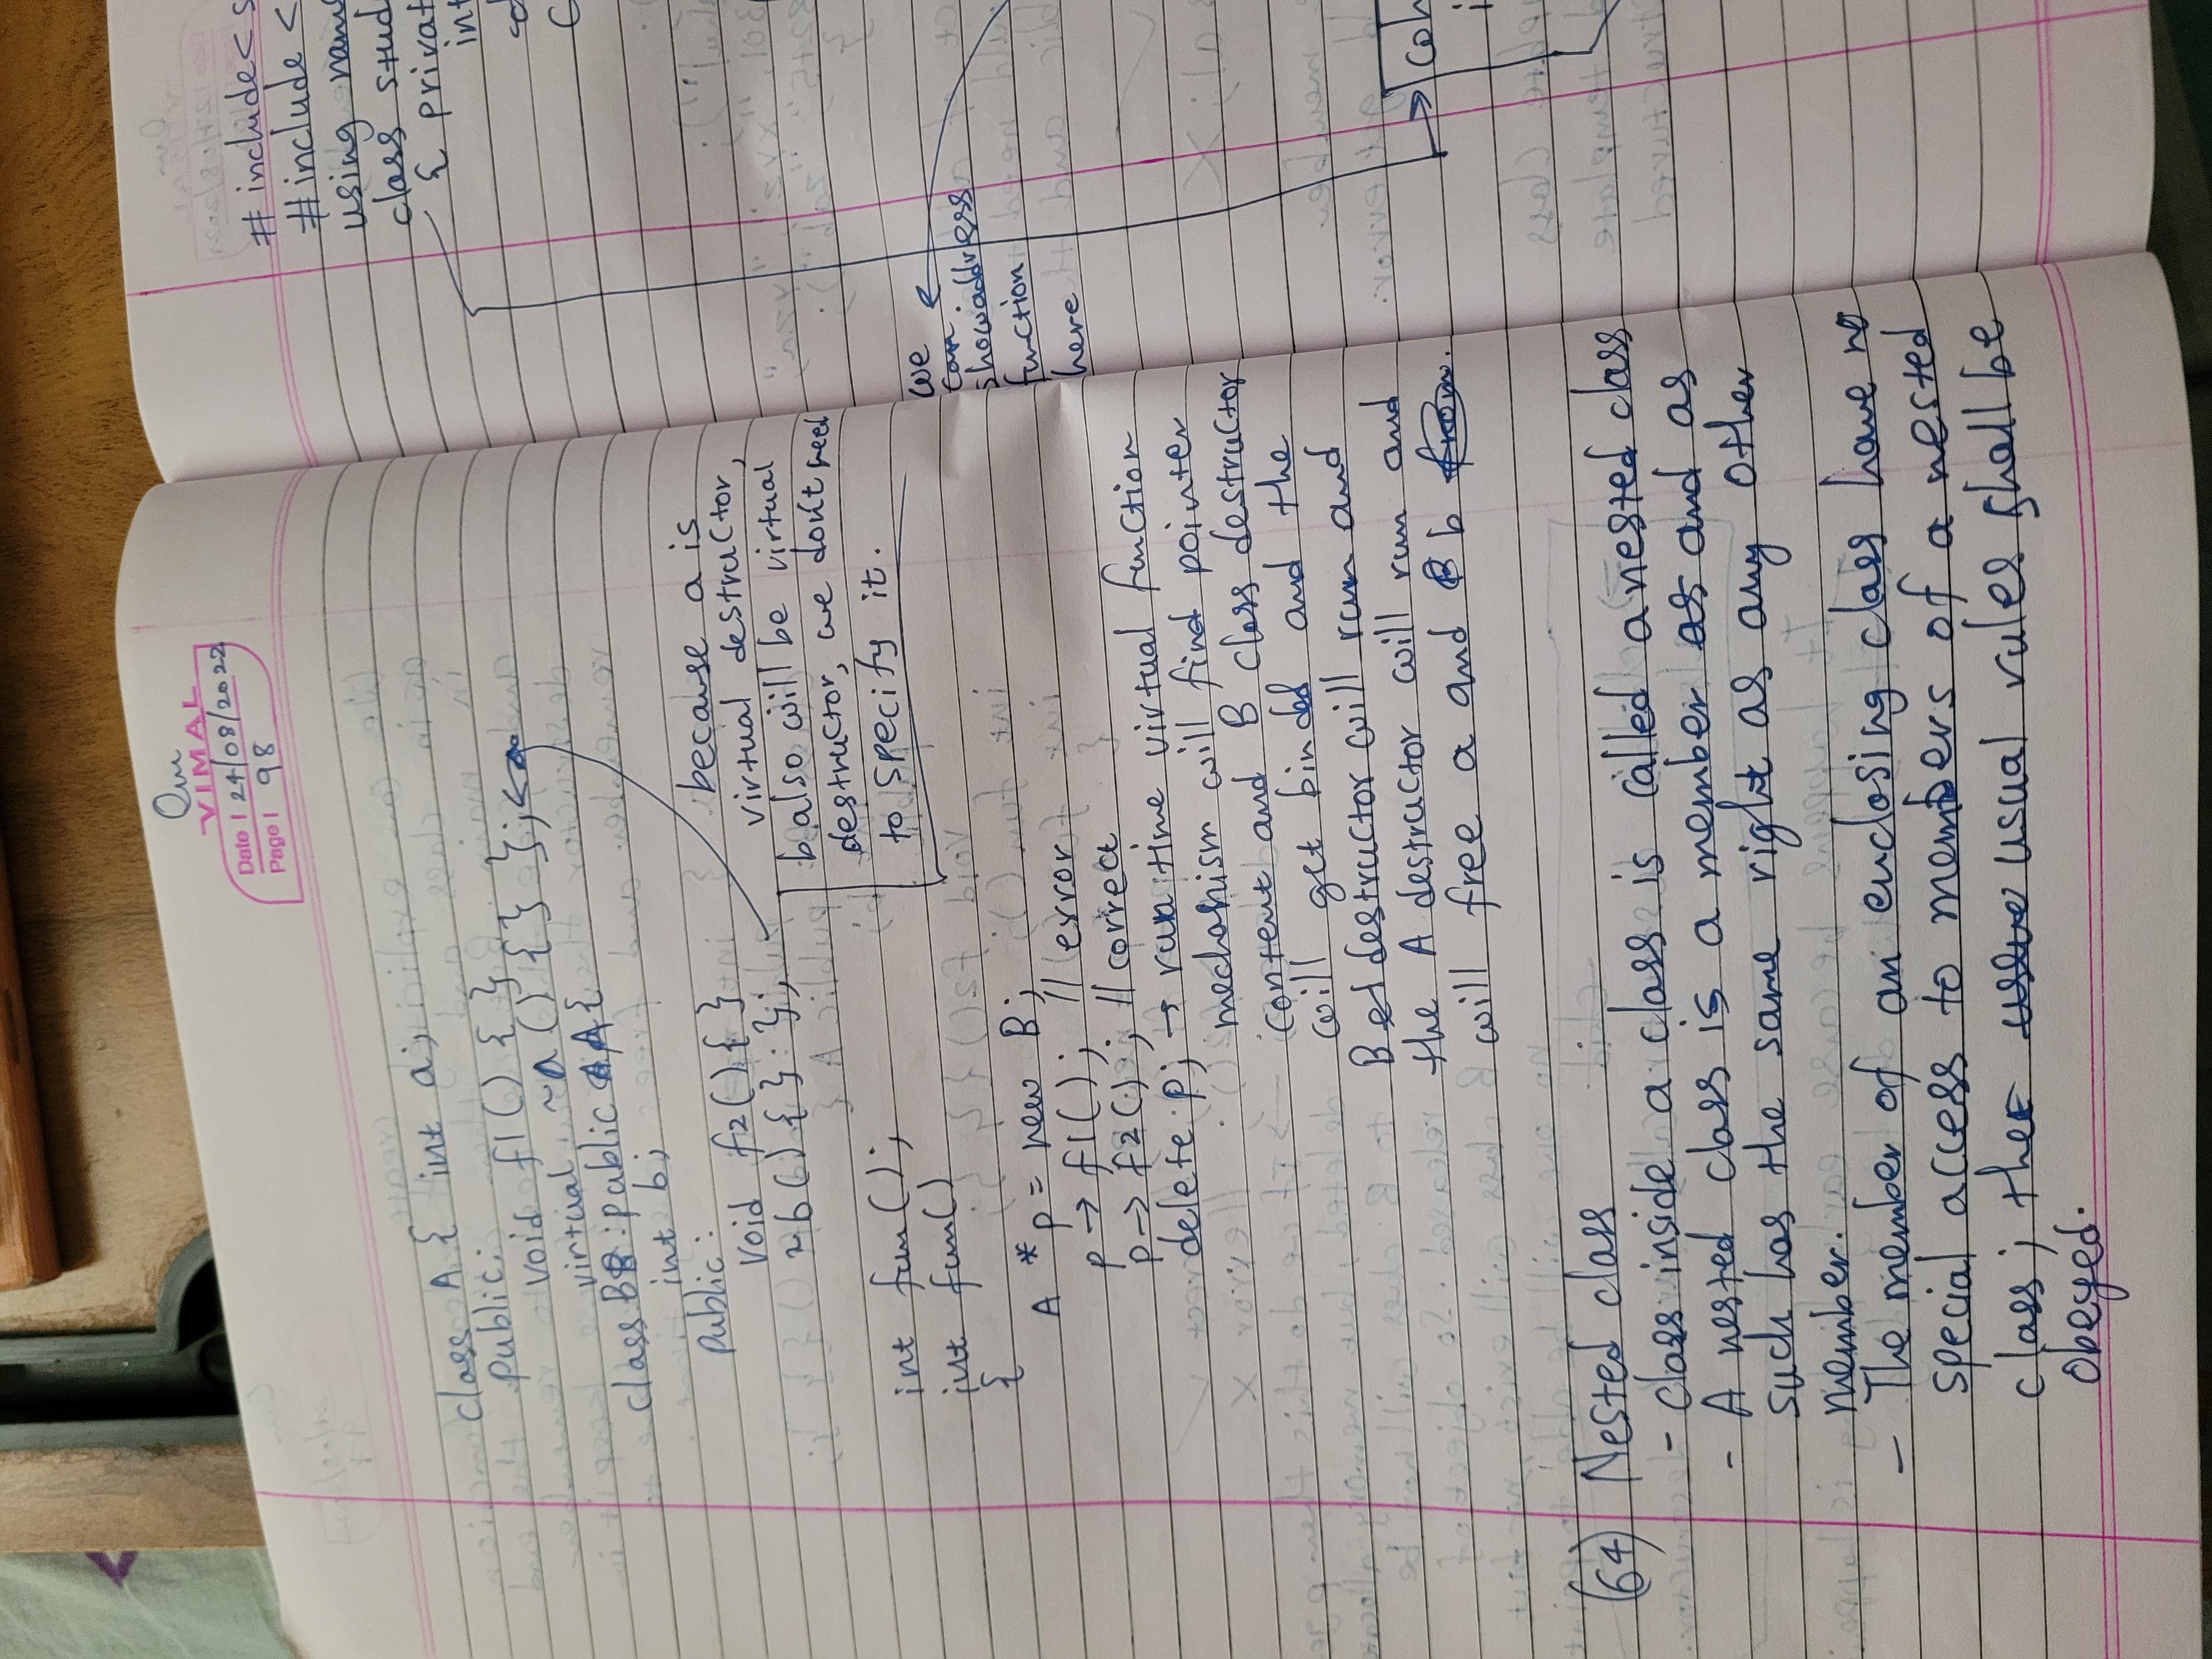 Om
VIMAL
Date | 24/08/2022
Page | 98
class A { int a;
public:
void f1() { }
virtual ~a () { } };
class B : public A {
int b;
public:
void f2(){ }
~b() { } };
because a is
virtual destructor,
b also will be virtual
destructor, we don't need
to specify it.
int fun();
int fun()
{
A *p = new B;
p → f1(); // error
p → f2(); // correct
delete p; → run time virtual function
mechanism will find pointer
content and B class destructor
will get binded and the
B destructor will run and
the A destructor will run and
will free a and b
(64) Nested class
- class inside a class is called a nested class
- A nested class is a member and as
such has the same right as any other
member.
- The member of an enclosing class have no
special access to members of a nested
class; the usual rules shall be
obeyed.
# include <s
# include <
using nam
class stud
{ privat
int
we
can
show address
function
here